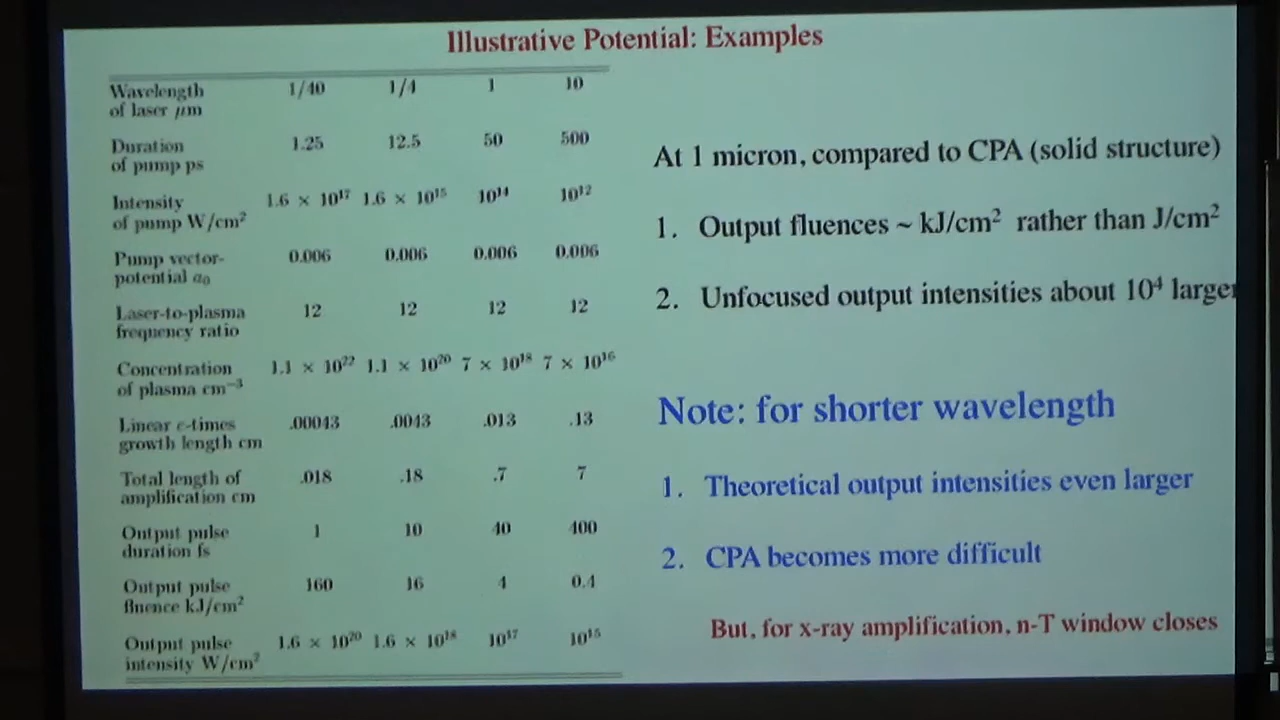 Illustrative Potential: Examples
Wavelength of laser μm 1/40 1/4 1 10
Duration of pump ps 1.25 12.5 50 500
Intensity of pump W/cm² 1.6 × 10¹⁷ 1.6 × 10¹⁵ 10¹⁴ 10¹²
Pump vector-potential a₀ 0.006 0.006 0.006 0.006
Laser-to-plasma frequency ratio 12 12 12 12
Concentration of plasma cm⁻³ 1.1 × 10²² 1.1 × 10²⁰ 7 × 10¹⁸ 7 × 10¹⁶
Linear e-times growth length cm .00043 .0043 .013 .13
Total length of amplification cm .018 .18 .7 7
Output pulse duration fs 1 10 40 400
Output pulse fluence kJ/cm² 160 16 4 0.4
Output pulse intensity W/cm² 1.6 × 10²⁰ 1.6 × 10¹⁸ 10¹⁷ 10¹⁵
At 1 micron, compared to CPA (solid structure)
1. Output fluences ~ kJ/cm² rather than J/cm²
2. Unfocused output intensities about 10⁴ larger
Note: for shorter wavelength
1. Theoretical output intensities even larger
2. CPA becomes more difficult
But, for x-ray amplification, n-T window closes